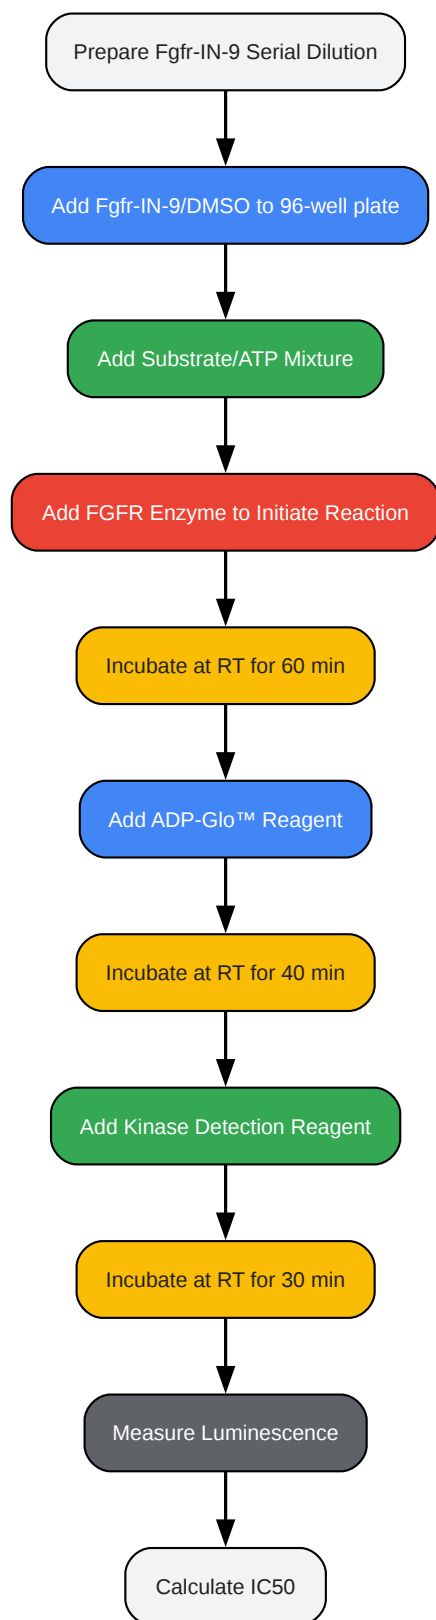 Prepare Fgfr-IN-9 Serial Dilution
Add Fgfr-IN-9/DMSO to 96-well plate
Add Substrate/ATP Mixture
Add FGFR Enzyme to Initiate Reaction
Incubate at RT for 60 min
Add ADP-Glo™ Reagent
Incubate at RT for 40 min
Add Kinase Detection Reagent
Incubate at RT for 30 min
Measure Luminescence
Calculate IC50